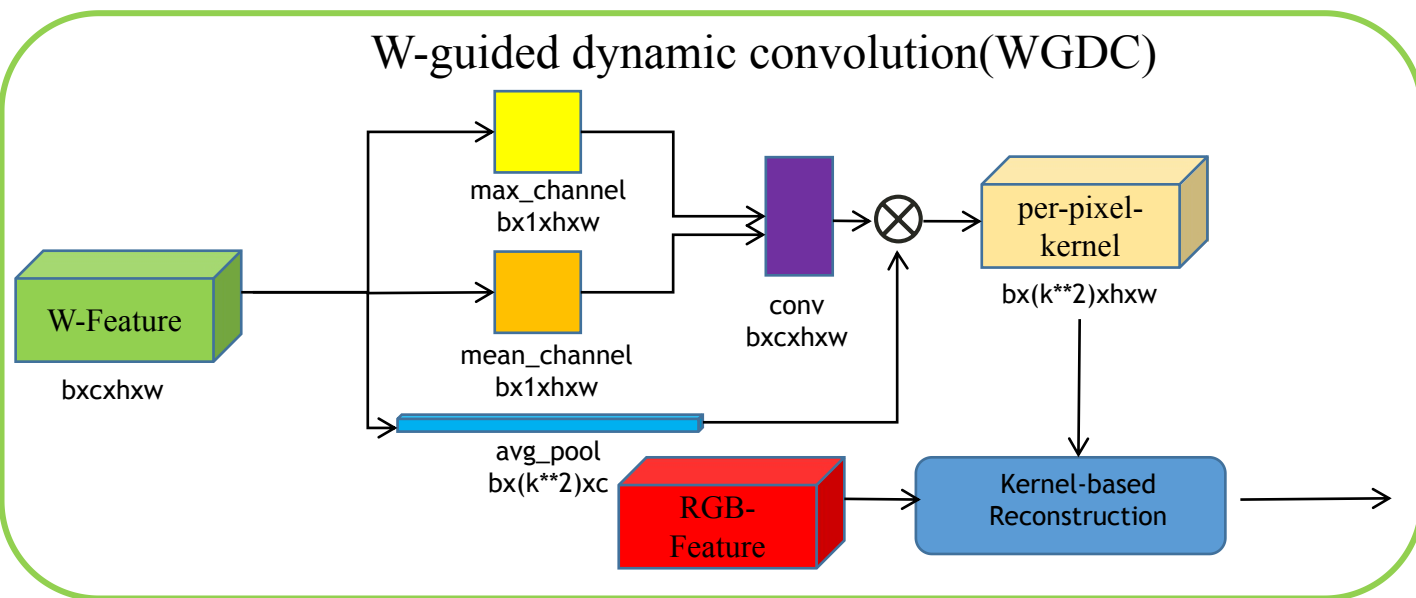 W-guided dynamic convolution(WGDC)
max_channel
bx1xhxw
W-Feature
bxcxhxw
mean_channel
bx1xhxw
avg_pool
bx(k**2)xc
conv
bxcxhxw
per-pixel-
kernel
bx(k**2)xhxw
RGB-
Feature
Kernel-based
Reconstruction